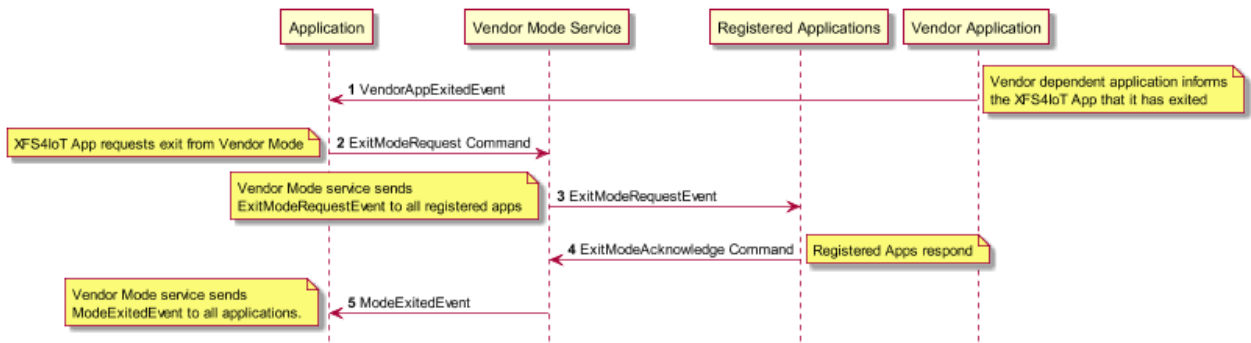 Application
Vendor Mode Service
Registered Applications
Vendor Application
1 VendorAppExitedEvent
Vendor dependent application informs
the XFS4IoT App that it has exited
XFS4IoT App requests exit from Vendor Mode
2 ExitModeRequest Command
Vendor Mode service sends
ExitModeRequestEvent to all registered apps
3 ExitModeRequestEvent
4 ExitModeAcknowledge Command
Registered Apps respond
Vendor Mode service sends
ModeExitedEvent to all applications.
5 ModeExitedEvent